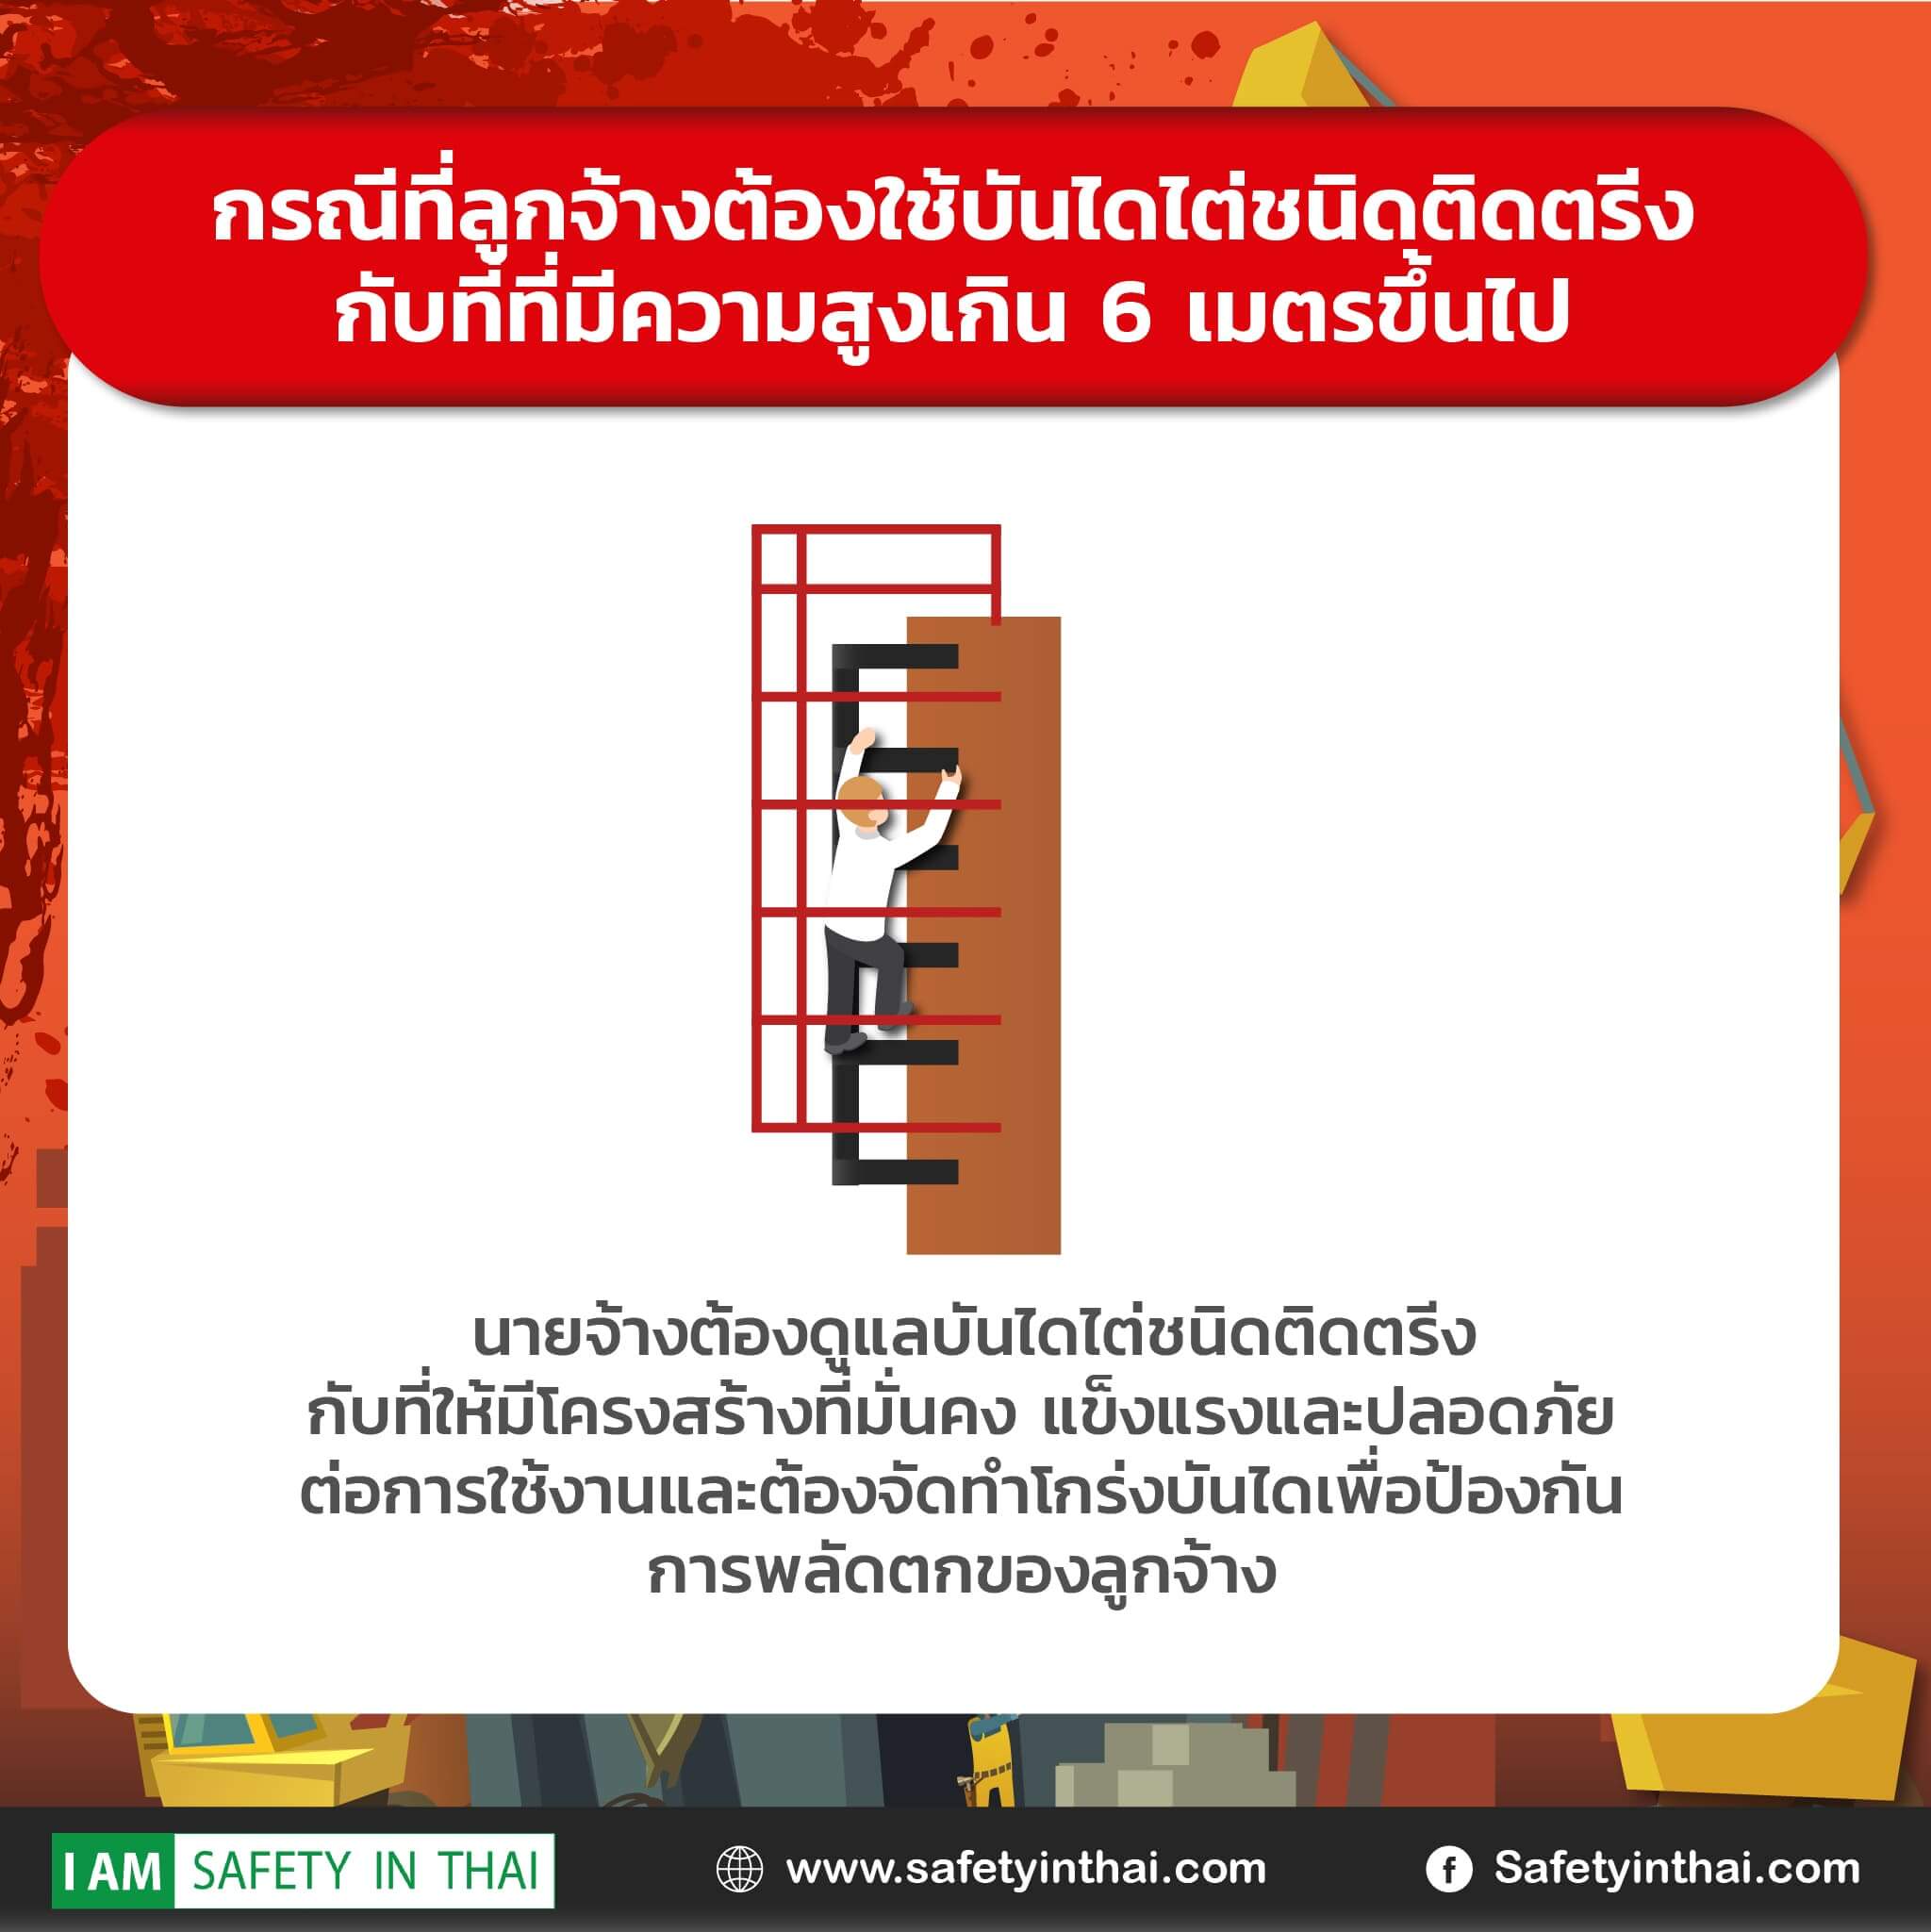 กรณีที่ลูกจ้างต้องใช้บันไดไต่ชนิดติดตรึง
กับที่ที่มีความสูงเกิน 6 เมตรขึ้นไป
นายจ้างต้องดูแลบันไดไต่ชนิดติดตรึง
กับที่ให้มีโครงสร้างที่มั่นคง แข็งแรงและปลอดภัย
ต่อการใช้งานและต้องจัดทำโกร่งบันไดเพื่อป้องกัน
การพลัดตกของลูกจ้าง
I AM SAFETY IN THAI
www.safetyinthai.com
Safetyinthai.com